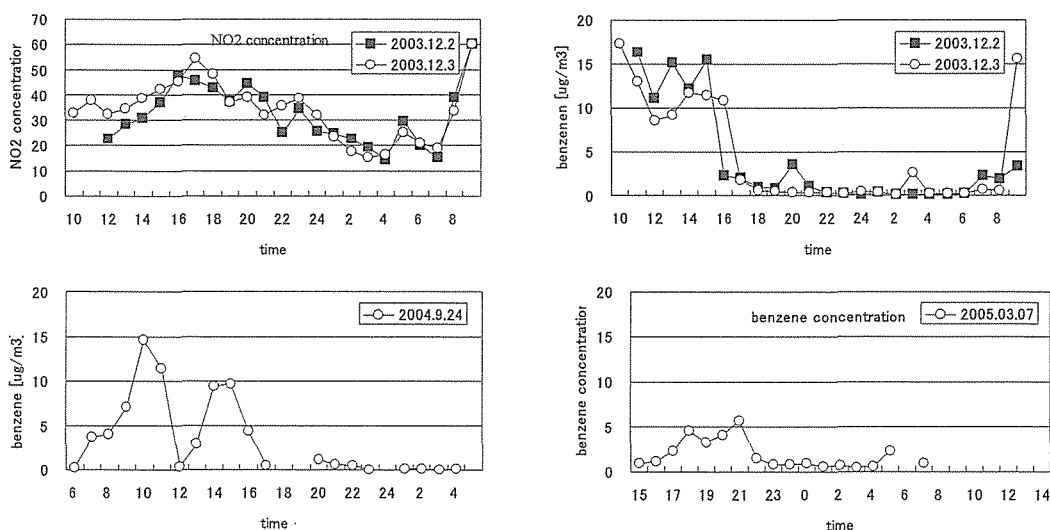 NO2 concentration
2003.12.2
2003.12.3
NO2 concentratior
70
60
50
40
30
20
10
0
10 12 14 16 18 20 22 24 2 4 6 8
time
2003.12.2
2003.12.3
benzenen [ug/m3]
20
15
10
5
0
10 12 14 16 18 20 22 24 2 4 6 8
time
2004.9.24
benzene [ug/m3]
20
15
10
5
0
6 8 10 12 14 16 18 20 22 24 2 4
time
benzene concentration
2005.03.07
benzene concentratior
20
15
10
5
0
15 17 19 21 23 0 2 4 6 8 10 12 14
time